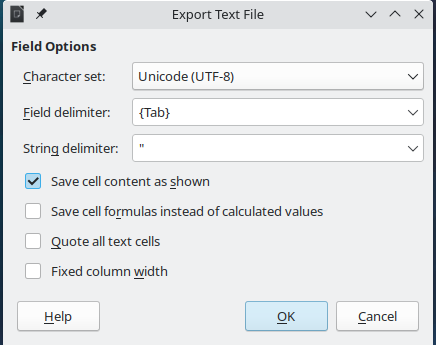 Export Text File
Field Options
Character set: Unicode (UTF-8)
Field delimiter: {Tab}
String delimiter: "
Save cell content as shown
Save cell formulas instead of calculated values
Quote all text cells
Fixed column width
Help OK Cancel